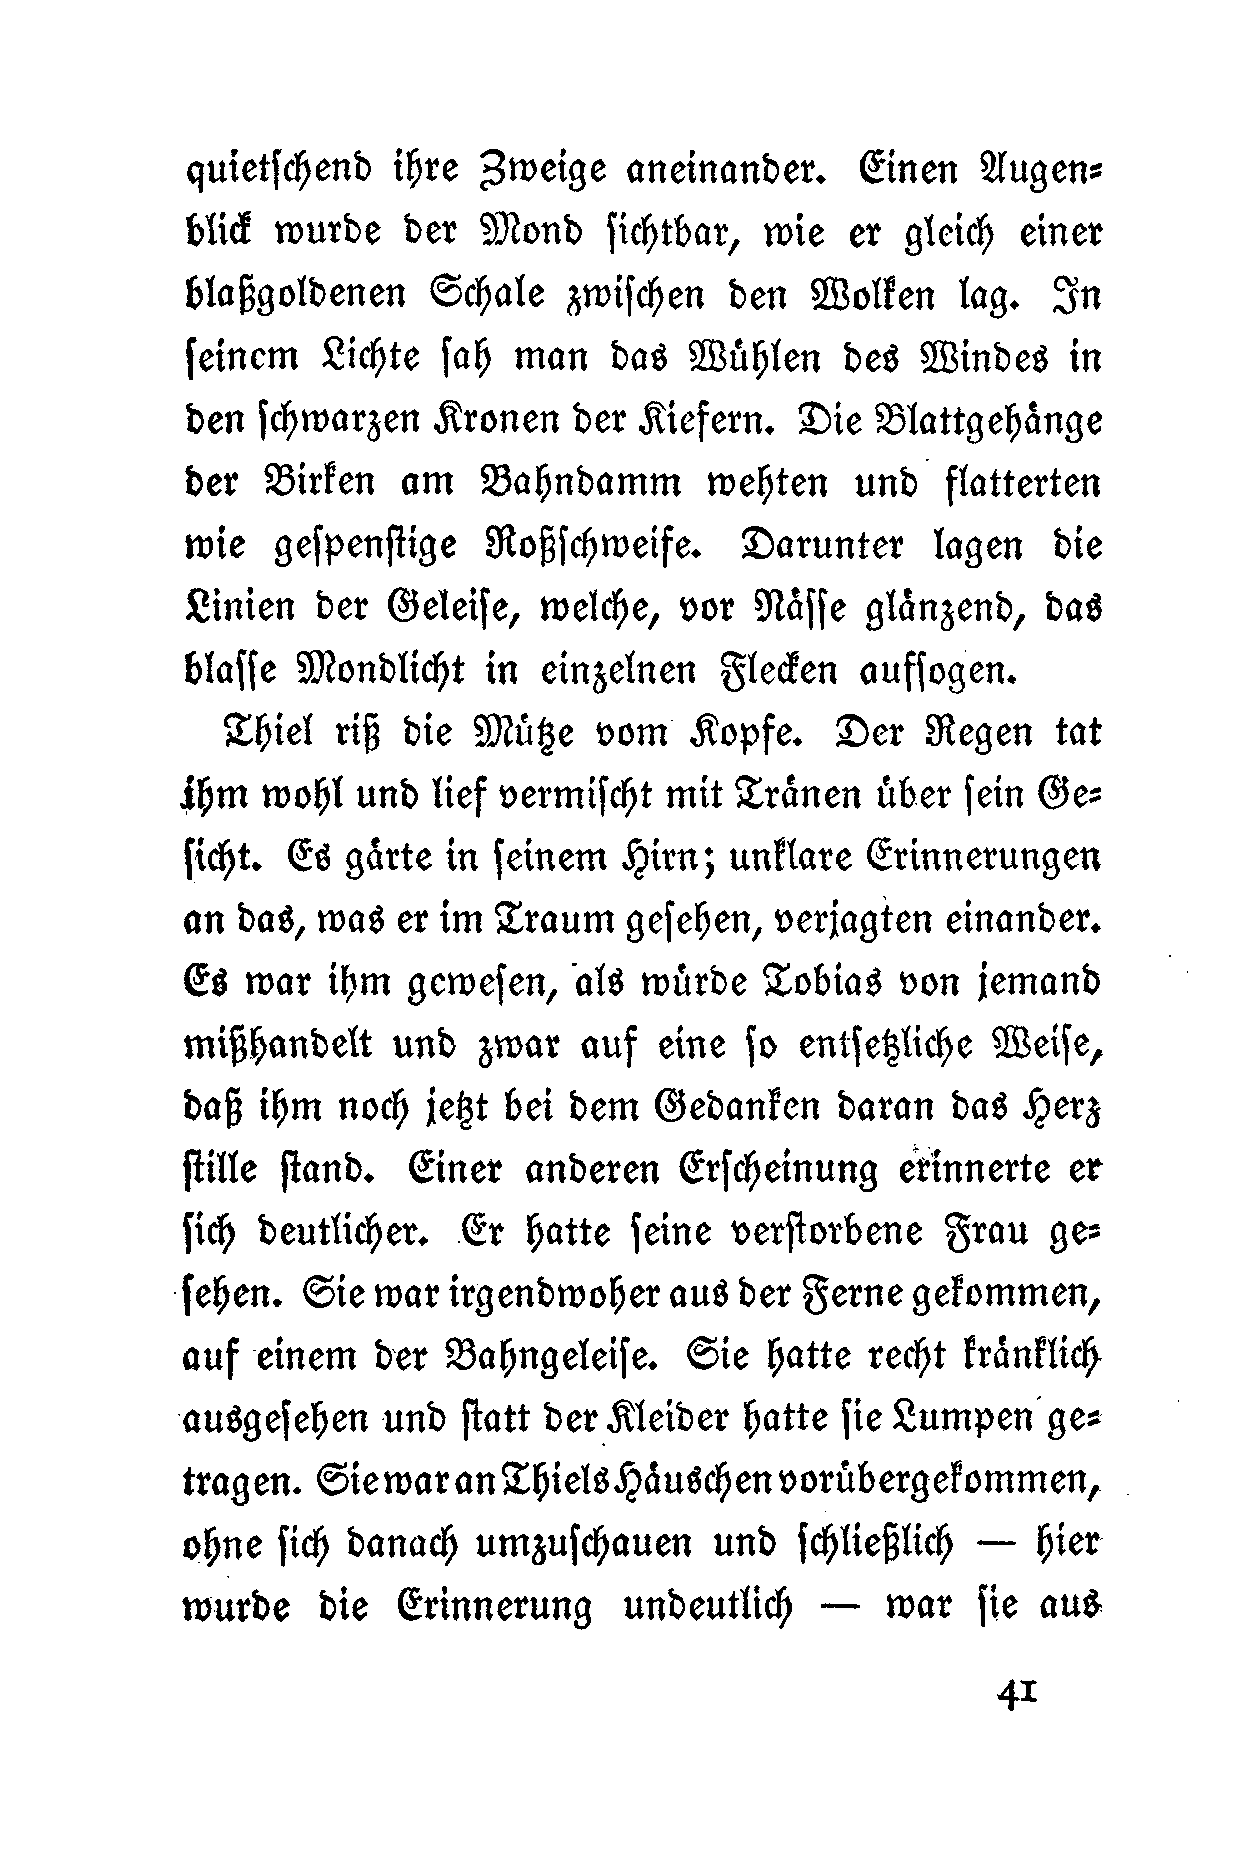 quietſchend ihre Zweige aneinander. Einen Augen⸗
blick wurde der Mond ſichtbar, wie er gleich einer
blaßgoldenen Schale zwiſchen den Wolken lag. In
ſeinem Lichte ſah man das Wühlen des Windes in
den ſchwarzen Kronen der Kiefern. Die Blattgehänge
der Birken am Bahndamm wehten und flatterten
wie geſpenſtige Roßſchweife. Darunter lagen die
Linien der Geleiſe, welche, vor Näſſe glänzend, das
blaſſe Mondlicht in einzelnen Flecken aufſogen.
Thiel riß die Mütze vom Kopfe. Der Regen tat
ihm wohl und lief vermiſcht mit Tränen über ſein Ge⸗
ſicht. Es gärte in ſeinem Hirn; unklare Erinnerungen
an das, was er im Traum geſehen, verjagten einander.
Es war ihm geweſen, als würde Tobias von jemand
mißhandelt und zwar auf eine ſo entſetzliche Weiſe,
daß ihm noch jetzt bei dem Gedanken daran das Herz
ſtille ſtand. Einer anderen Erſcheinung erinnerte er
ſich deutlicher. Er hatte ſeine verſtorbene Frau ge⸗
ſehen. Sie war irgendwoher aus der Ferne gekommen,
auf einem der Bahngeleiſe. Sie hatte recht kränklich
ausgeſehen und ſtatt der Kleider hatte ſie Lumpen ge⸗
tragen. Sie war an Thiels Häuschen vorübergekommen,
ohne ſich danach umzuſchauen und ſchließlich — hier
wurde die Erinnerung undeutlich — war ſie aus
41